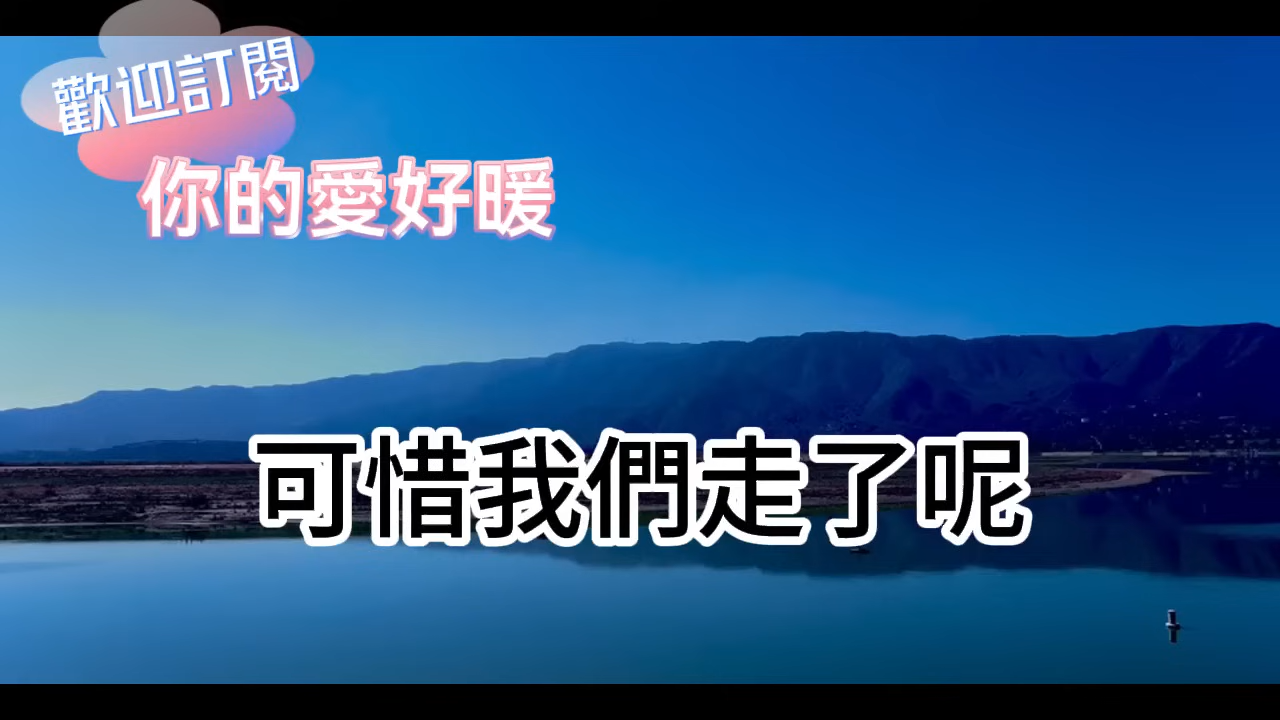 歡迎訂閱
你的愛好暖
可惜我們走了呢